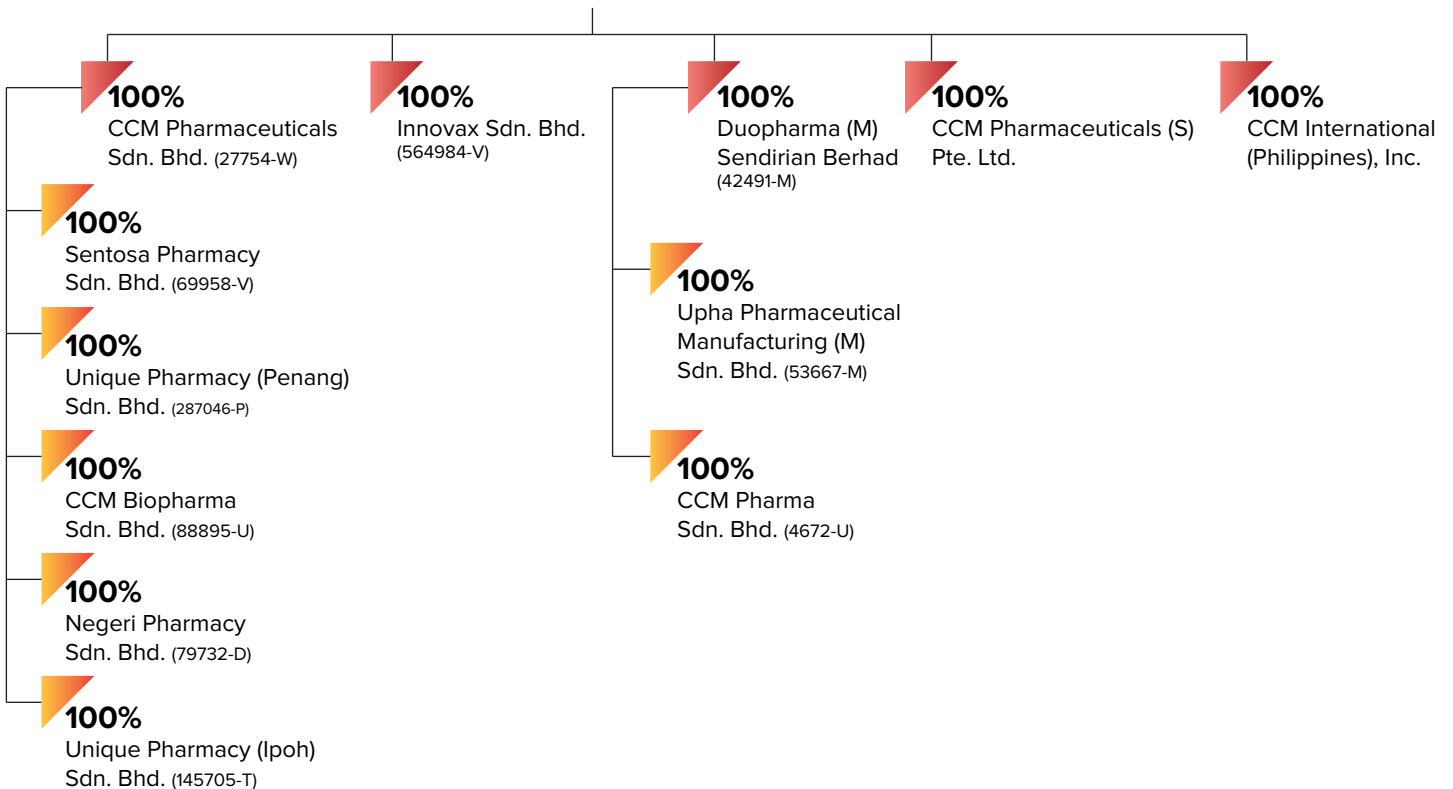 100%
CCM Pharmaceuticals
Sdn. Bhd. (27754-W)
100%
Innovax Sdn. Bhd.
(564984-V)
100%
Duopharma (M)
Sendirian Berhad
(42491-M)
100%
CCM Pharmaceuticals (S)
Pte. Ltd.
100%
CCM International
(Philippines), Inc.
100%
Sentosa Pharmacy
Sdn. Bhd. (69958-V)
100%
Unique Pharmacy (Penang)
Sdn. Bhd. (287046-P)
100%
CCM Biopharma
Sdn. Bhd. (88895-U)
100%
Negeri Pharmacy
Sdn. Bhd. (79732-D)
100%
Unique Pharmacy (Ipoh)
Sdn. Bhd. (145705-T)
100%
Upha Pharmaceutical
Manufacturing (M)
Sdn. Bhd. (53667-M)
100%
CCM Pharma
Sdn. Bhd. (4672-U)